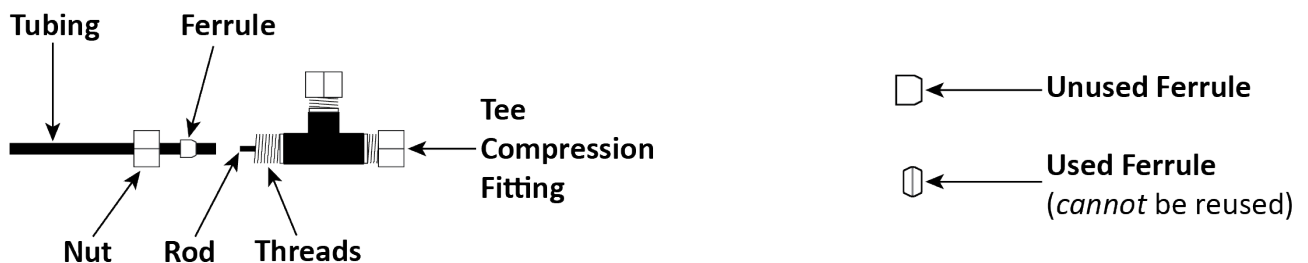 Tubing
Ferrule
Tee
Compression
Fitting
Nut
Rod
Threads
Unused Ferrule
Used Ferrule
(cannot be reused)